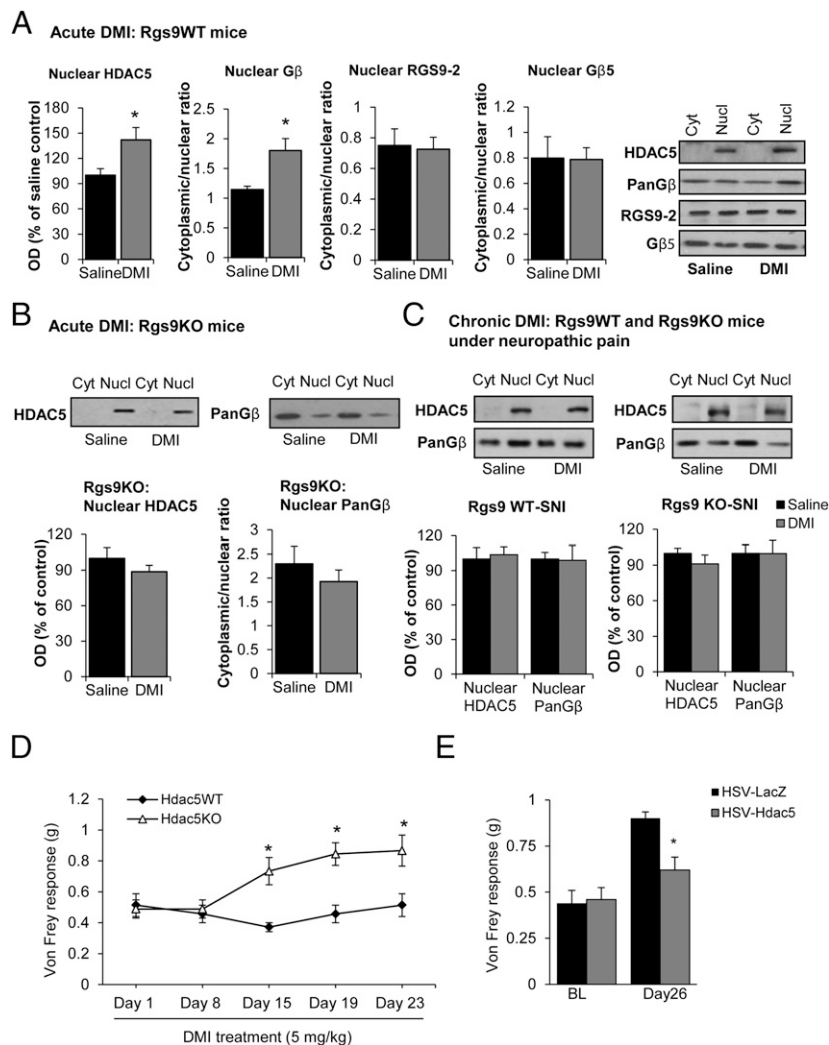 A
Acute DMI: Rgs9WT mice
Nuclear HDAC5
OD (% of saline control)
180
150
120
90
60
30
0
*
SalineDMI
Nuclear Gβ
Cytoplasmic/nuclear ratio
2.5
2
1.5
1
0.5
0
*
Saline DMI
Nuclear RGS9-2
Cytoplasmic/nuclear ratio
1.2
1
0.8
0.6
0.4
0.2
0
Saline DMI
Nuclear Gβ5
Cytoplasmic/nuclear ratio
1.2
1
0.8
0.6
0.4
0.2
0
Saline DMI
Cyt Nucl Cyt Nucl
HDAC5
PanGβ
RGS9-2
Gβ5
Saline DMI
B
Acute DMI: Rgs9KO mice
Cyt Nucl Cyt Nucl
HDAC5
Saline DMI
Cyt Nucl Cyt Nucl
PanGβ
Saline DMI
Rgs9KO:
Nuclear HDAC5
OD (% of control)
120
90
60
30
0
Saline DMI
Rgs9KO:
Nuclear PanGβ
Cytoplasmic/nuclear ratio
3
2.5
2
1.5
1
0.5
0
Saline DMI
C
Chronic DMI: Rgs9WT and Rgs9KO mice
under neuropathic pain
Cyt Nucl Cyt Nucl
HDAC5
PanGβ
Saline DMI
Cyt Nucl Cyt Nucl
HDAC5
PanGβ
Saline DMI
Rgs9 WT-SNI
OD (% of control)
120
90
60
30
0
Nuclear Nuclear
HDAC5 PanGβ
Rgs9 KO-SNI
Saline
DMI
OD (% of control)
120
90
60
30
0
Nuclear Nuclear
HDAC5 PanGβ
D
Hdac5WT
Hdac5KO
Von Frey response (g)
1.2
1
0.8
0.6
0.4
0.2
0
* * *
Day 1 Day 8 Day 15 Day 19 Day 23
DMI treatment (5 mg/kg)
E
HSV-LacZ
HSV-Hdac5
Von Frey response (g)
1
0.75
0.5
0.25
0
*
BL Day26